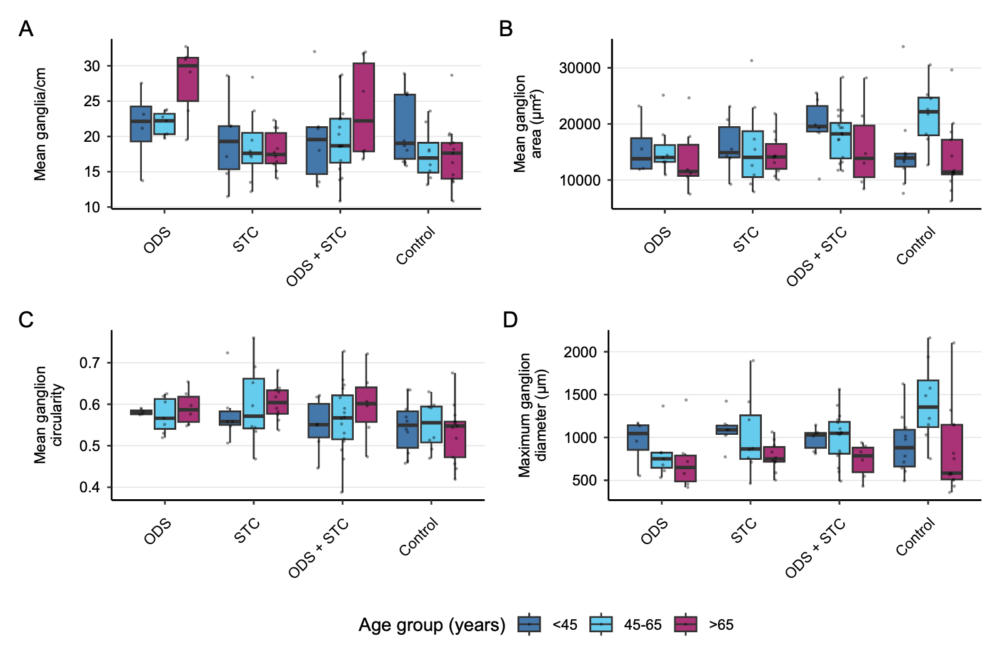 A
Mean ganglia/cm
30
25
20
15
10
ODS
STC
ODS + STC
Control
B
Mean ganglion
area (μm²)
30000
20000
10000
ODS
STC
ODS + STC
Control
C
Mean ganglion
circularity
0.7
0.6
0.5
0.4
ODS
STC
ODS + STC
Control
D
Maximum ganglion
diameter (μm)
2000
1500
1000
500
ODS
STC
ODS + STC
Control
Age group (years) <45 45-65 >65